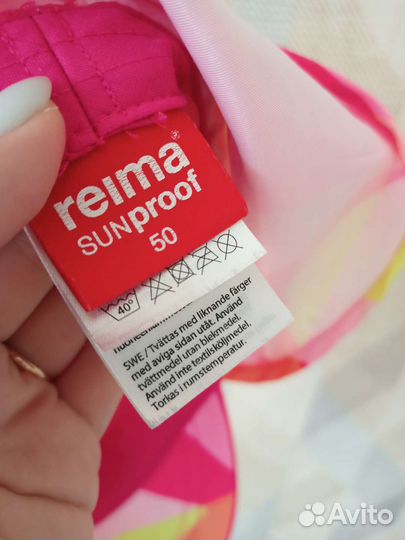 reima®
SUNproof
50
40°
SWE/Tvättas med liknande färger
med aviga sidan utåt. Använd
tvättmedel utan blekmedel.
Använd inte textilsköljmedel.
Torkas i rumstemperatur.
Avito